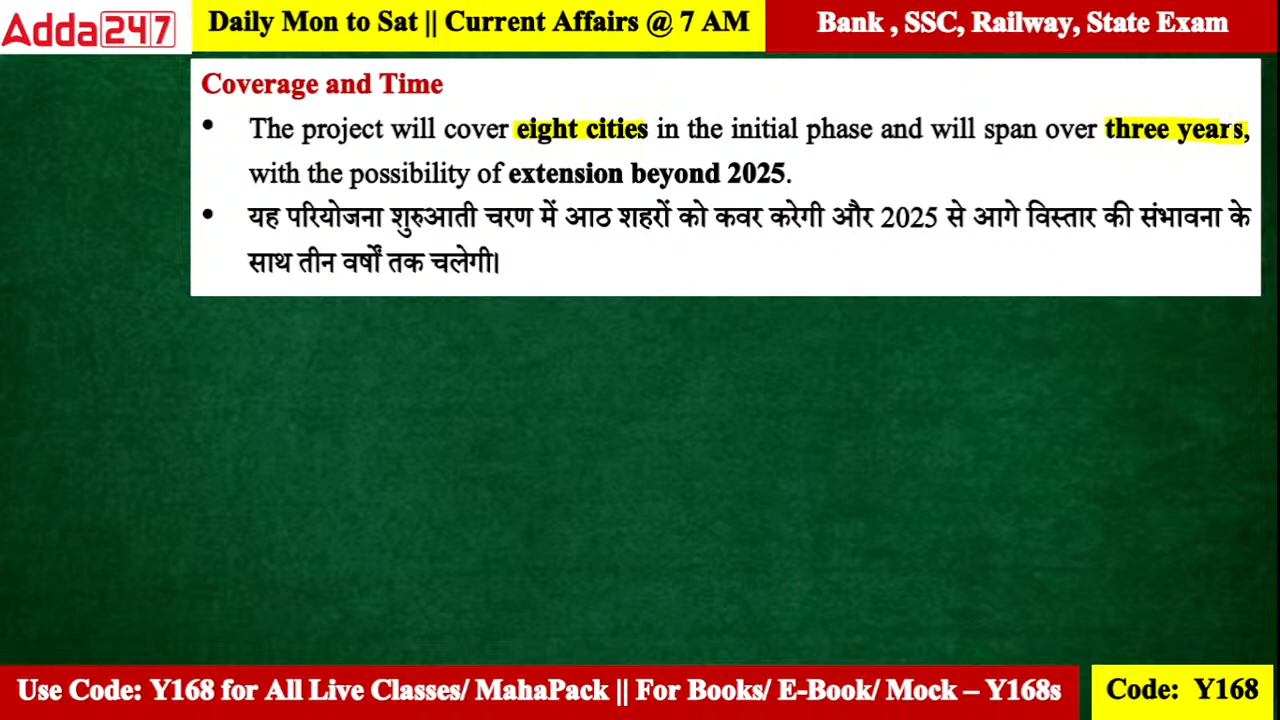 Adda247
Daily Mon to Sat || Current Affairs @ 7 AM
Bank , SSC, Railway, State Exam
Coverage and Time
• The project will cover eight cities in the initial phase and will span over three years,
with the possibility of extension beyond 2025.
• यह परियोजना शुरुआती चरण में आठ शहरों को कवर करेगी और 2025 से आगे विस्तार की संभावना के
साथ तीन वर्षों तक चलेगी।
Use Code: Y168 for All Live Classes/ MahaPack || For Books/ E-Book/ Mock – Y168s
Code: Y168